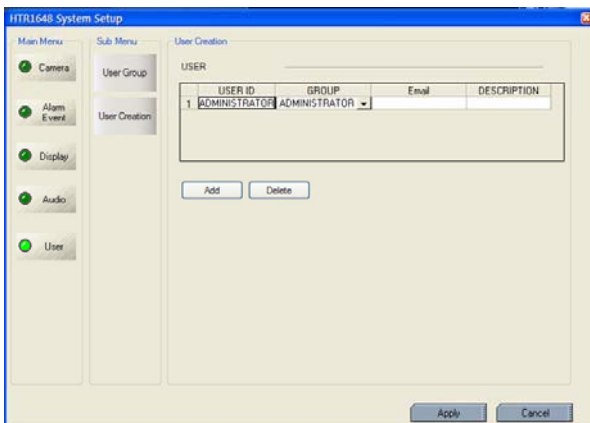 HTR1648 System Setup
Main Menu
Sub Menu
User Creation
Camera
User Group
USER
USER ID GROUP Email DESCRIPTION
1 ADMINISTRATOR ADMINISTRATOR
Alarm
Event
User Creation
Display
Add Delete
Audio
User
Apply Cancel